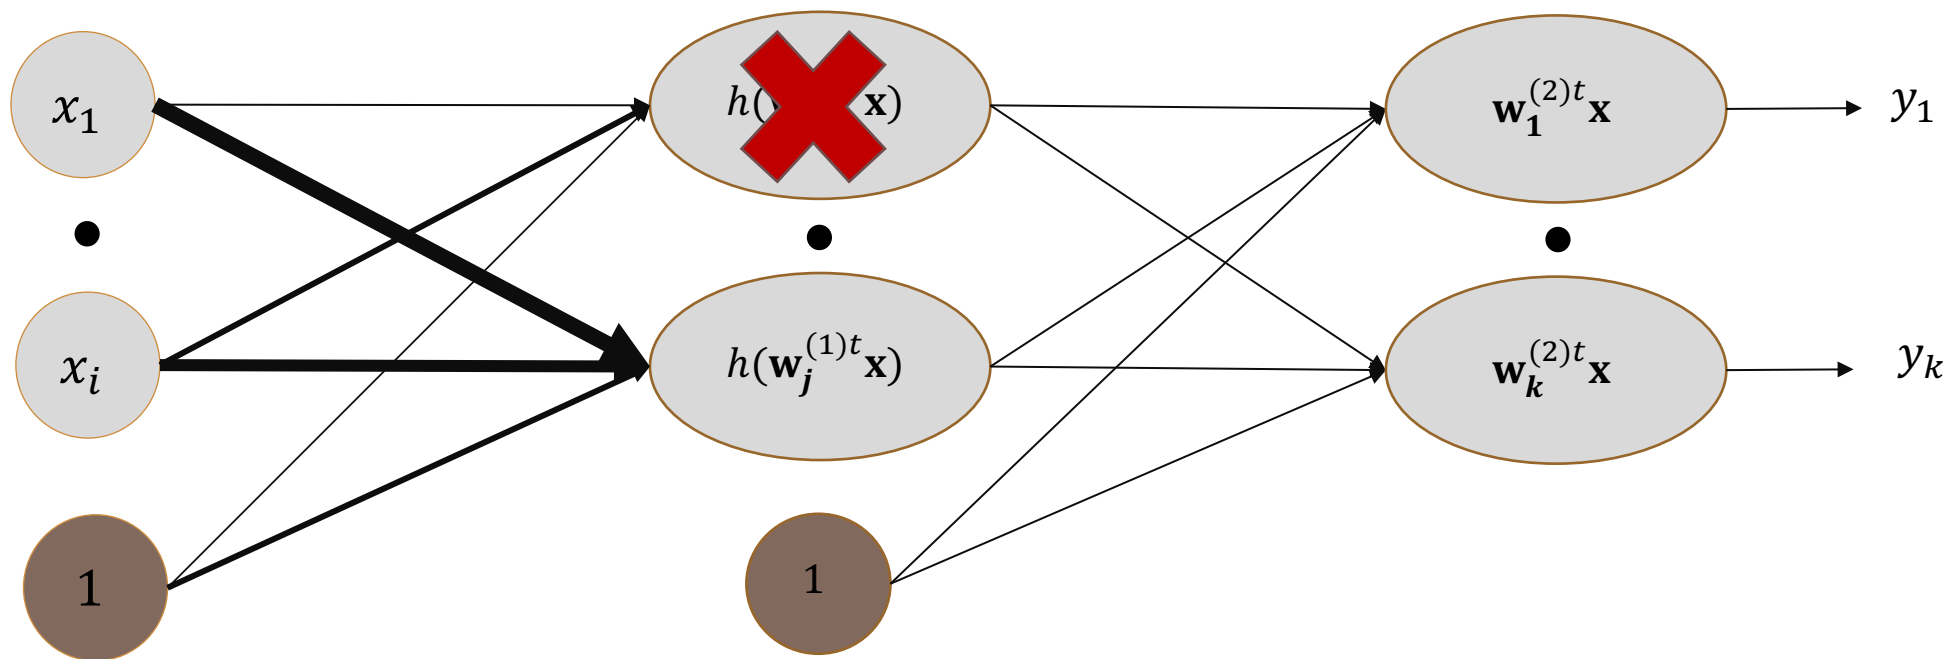 x₁ h( x) 𝐰₁⁽²⁾ᵗ𝐱 y₁
xᵢ h(𝐰ⱼ⁽¹⁾ᵗ𝐱) 𝐰ₖ⁽²⁾ᵗ𝐱 yₖ
1 1